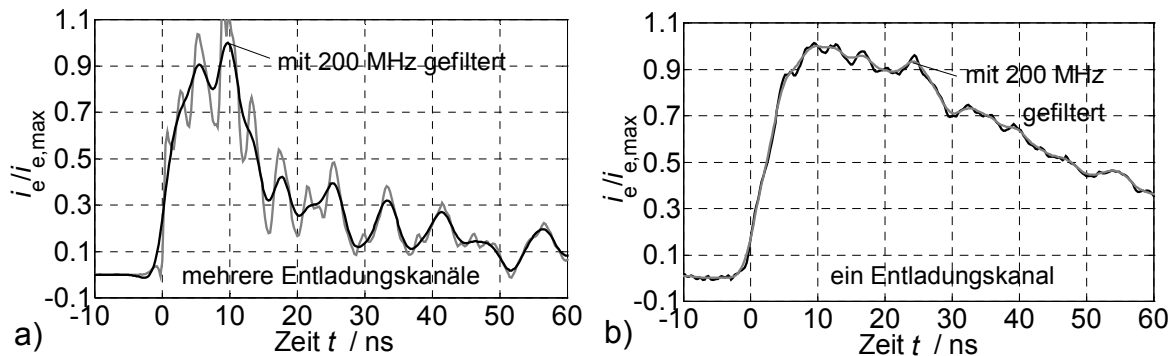 1.1
0.9
0.7
0.5
0.3
0.1
-0.1
i_e/i_e,max
mit 200 MHz gefiltert
mehrere Entladungskanäle
-10 0 10 20 30 40 50 60
Zeit t / ns
a)
1.1
0.9
0.7
0.5
0.3
0.1
-0.1
i_e/i_e,max
mit 200 MHz
gefiltert
ein Entladungskanal
-10 0 10 20 30 40 50 60
Zeit t / ns
b)